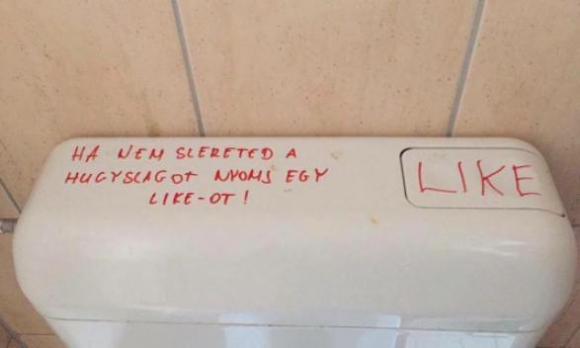 HA NEM SZERETED A
HUGYSZAGOT NYOMJ EGY
LIKE-OT!
LIKE